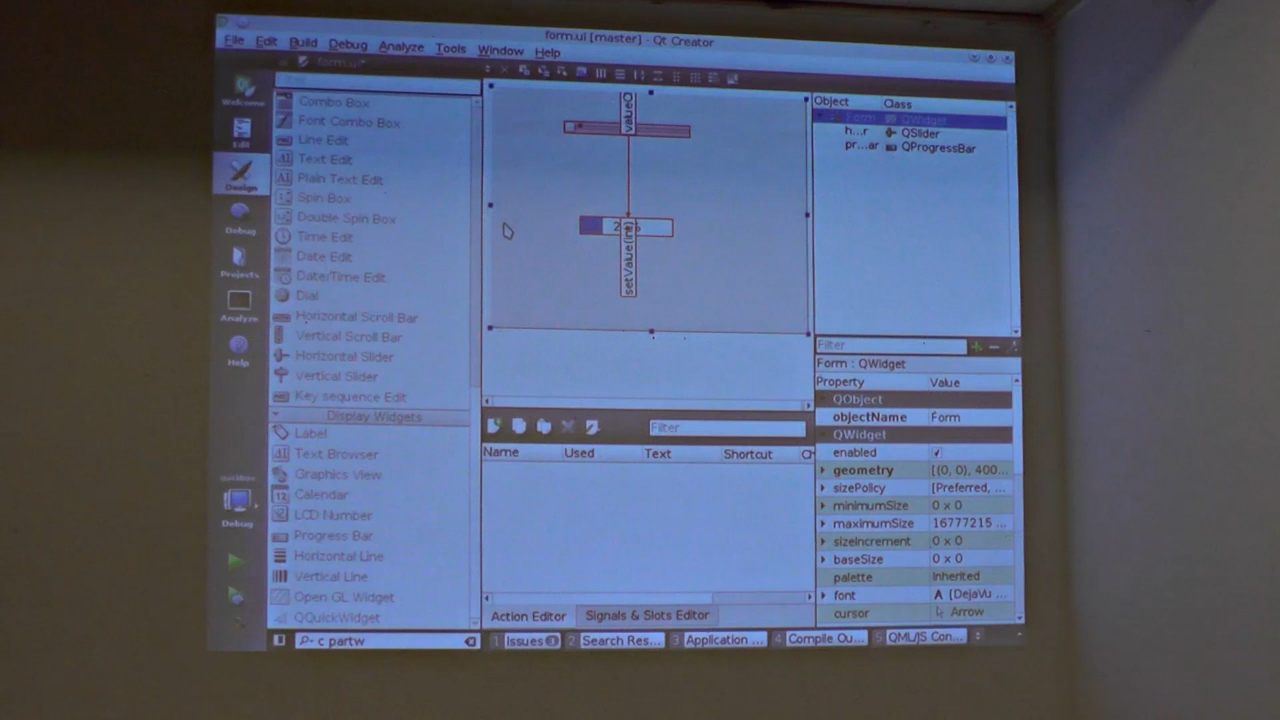 form.ui [master] - Qt Creator
File Edit Build Debug Analyze Tools Window Help
form.ui*
Welcome
Edit
Design
Debug
Projects
Analyze
Help
Debug
Combo Box
Font Combo Box
Line Edit
Text Edit
Plain Text Edit
Spin Box
Double Spin Box
Time Edit
Date Edit
Date/Time Edit
Dial
Horizontal Scroll Bar
Vertical Scroll Bar
Horizontal Slider
Vertical Slider
Key sequence Edit
Display Widgets
Label
Text Browser
Graphics View
Calendar
LCD Number
Progress Bar
Horizontal Line
Vertical Line
Open GL Widget
QQuickWidget
setValue(int)
Filter
Name Used Text Shortcut
Action Editor Signals & Slots Editor
Object Class
Form QWidget
h...r QSlider
pr...ar QProgressBar
Filter
Form : QWidget
Property Value
QObject
objectName Form
QWidget
enabled
geometry [(0, 0), 400...
sizePolicy [Preferred, ...
minimumSize 0 x 0
maximumSize 16777215 ...
sizeIncrement 0 x 0
baseSize 0 x 0
palette Inherited
font A [DejaVu ...
cursor Arrow
c partw
1 Issues 3 2 Search Res... 3 Application ... 4 Compile Ou... 5 QML/JS Con...